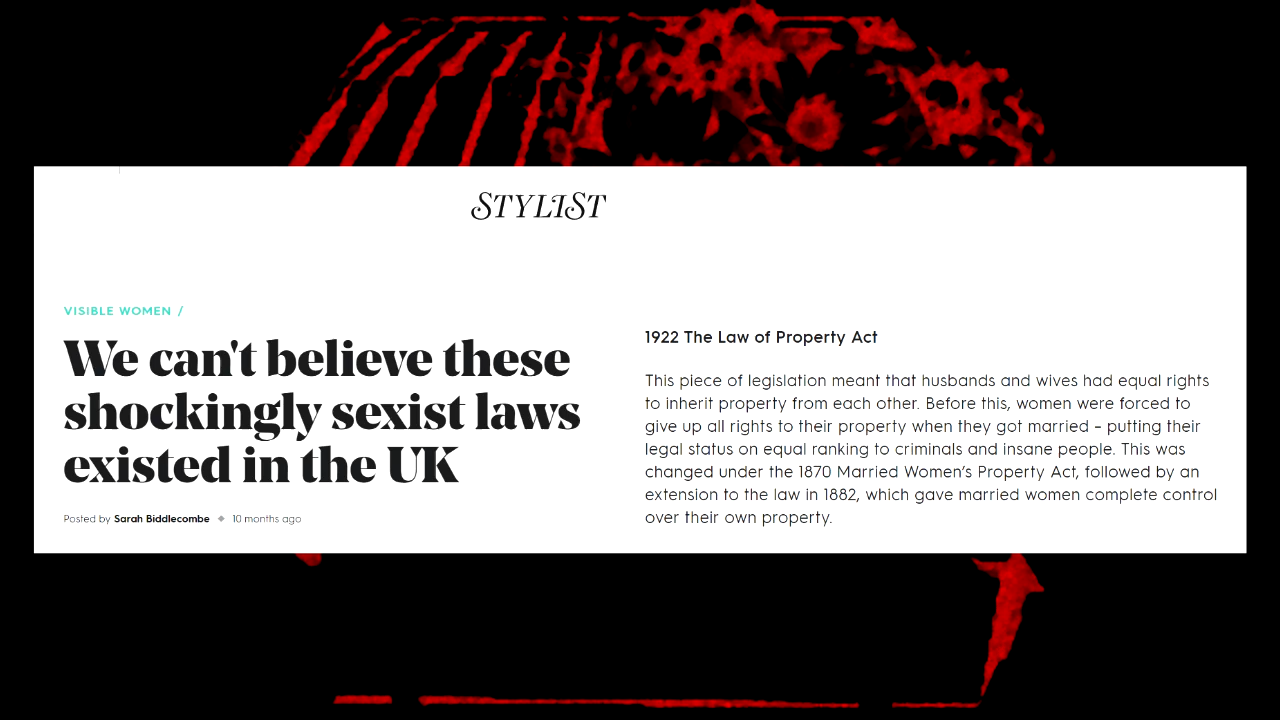 STYLIST
VISIBLE WOMEN /
We can't believe these
shockingly sexist laws
existed in the UK
Posted by Sarah Biddlecombe ◆ 10 months ago
1922 The Law of Property Act
This piece of legislation meant that husbands and wives had equal rights
to inherit property from each other. Before this, women were forced to
give up all rights to their property when they got married – putting their
legal status on equal ranking to criminals and insane people. This was
changed under the 1870 Married Women's Property Act, followed by an
extension to the law in 1882, which gave married women complete control
over their own property.